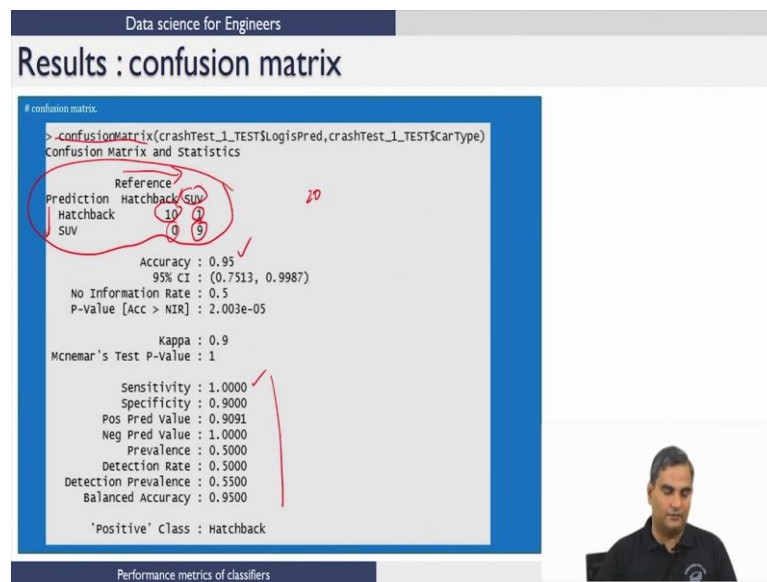 Data science for Engineers
Results : confusion matrix
# confusion matrix.
> confusionMatrix(crashTest_1_TEST$LogisPred,crashTest_1_TEST$CarType)
Confusion Matrix and Statistics
Reference
Prediction Hatchback SUV
Hatchback 10 1
SUV 0 9
20
Accuracy : 0.95
95% CI : (0.7513, 0.9987)
No Information Rate : 0.5
P-Value [Acc > NIR] : 2.003e-05
Kappa : 0.9
Mcnemar's Test P-Value : 1
Sensitivity : 1.0000
Specificity : 0.9000
Pos Pred Value : 0.9091
Neg Pred Value : 1.0000
Prevalence : 0.5000
Detection Rate : 0.5000
Detection Prevalence : 0.5500
Balanced Accuracy : 0.9500
'Positive' Class : Hatchback
Performance metrics of classifiers